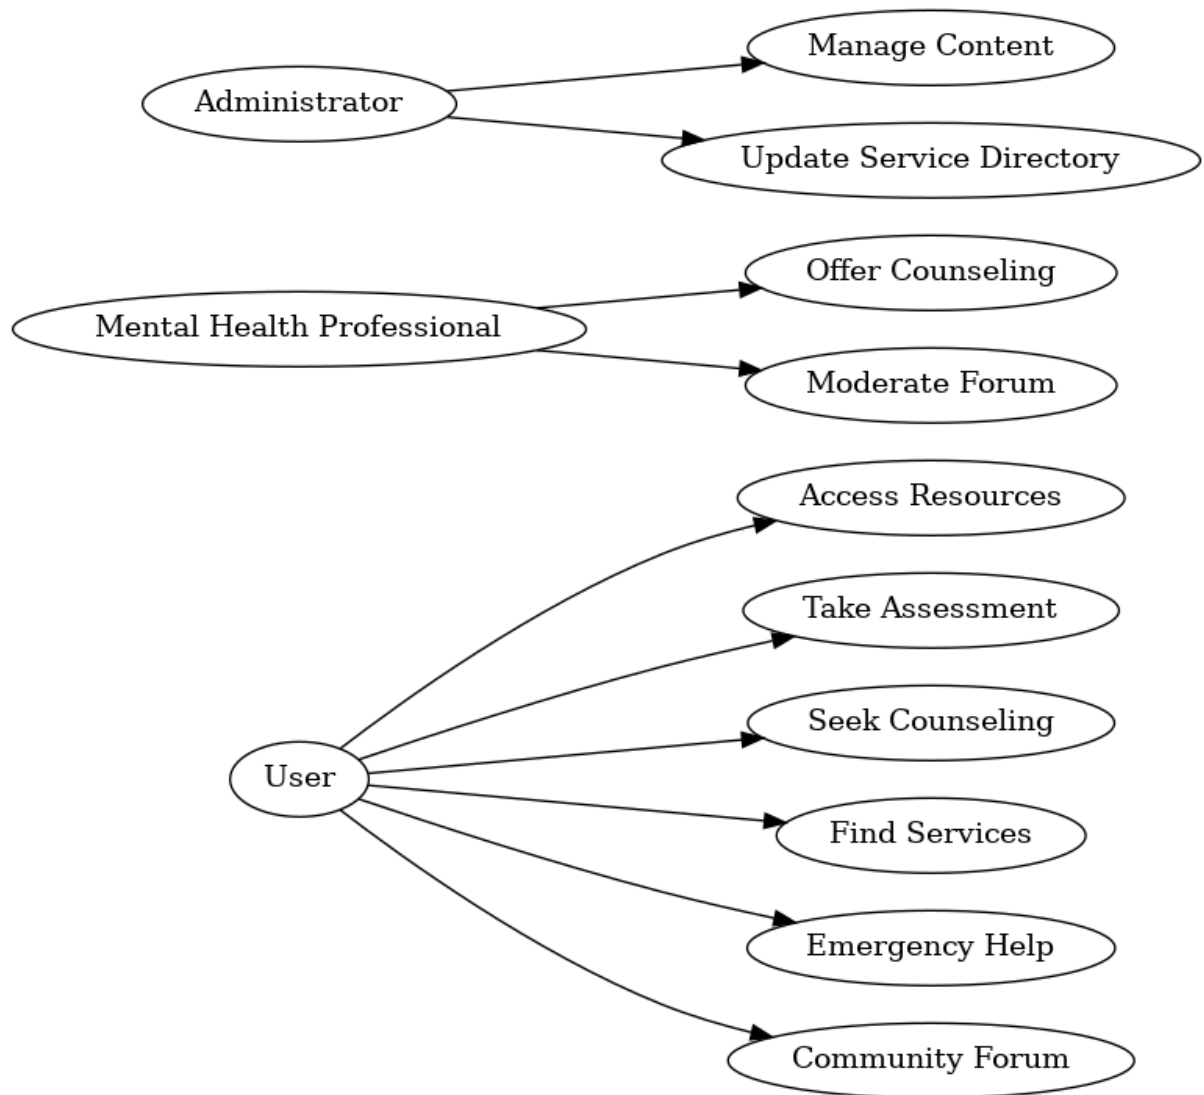 Administrator
Manage Content
Update Service Directory
Mental Health Professional
Offer Counseling
Moderate Forum
User
Access Resources
Take Assessment
Seek Counseling
Find Services
Emergency Help
Community Forum